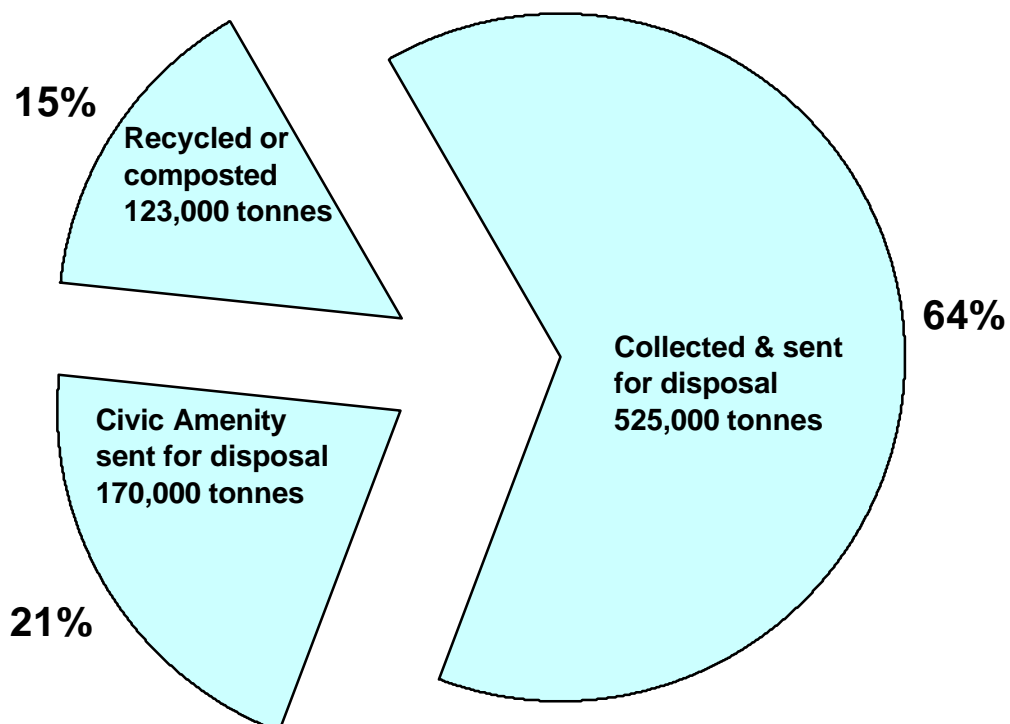 15%
Recycled or
composted
123,000 tonnes
64%
Collected & sent
for disposal
525,000 tonnes
Civic Amenity
sent for disposal
170,000 tonnes
21%